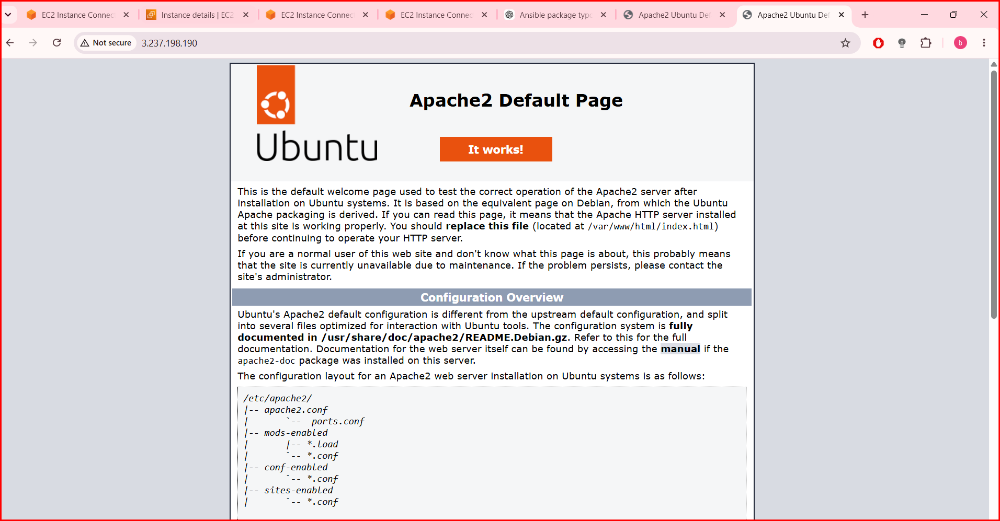 EC2 Instance Connect
Instance details | EC2
EC2 Instance Connec
EC2 Instance Connec
Ansible package typo
Apache2 Ubuntu Def
Apache2 Ubuntu Def
Not secure
3.237.198.190
b
Ubuntu
Apache2 Default Page
It works!
This is the default welcome page used to test the correct operation of the Apache2 server after
installation on Ubuntu systems. It is based on the equivalent page on Debian, from which the Ubuntu
Apache packaging is derived. If you can read this page, it means that the Apache HTTP server installed
at this site is working properly. You should replace this file (located at /var/www/html/index.html)
before continuing to operate your HTTP server.
If you are a normal user of this web site and don't know what this page is about, this probably means
that the site is currently unavailable due to maintenance. If the problem persists, please contact the
site's administrator.
Configuration Overview
Ubuntu's Apache2 default configuration is different from the upstream default configuration, and split
into several files optimized for interaction with Ubuntu tools. The configuration system is fully
documented in /usr/share/doc/apache2/README.Debian.gz. Refer to this for the full
documentation. Documentation for the web server itself can be found by accessing the manual if the
apache2-doc package was installed on this server.
The configuration layout for an Apache2 web server installation on Ubuntu systems is as follows:
/etc/apache2/
|-- apache2.conf
|       `--  ports.conf
|-- mods-enabled
|       |-- *.load
|       `-- *.conf
|-- conf-enabled
|       `-- *.conf
|-- sites-enabled
|       `-- *.conf